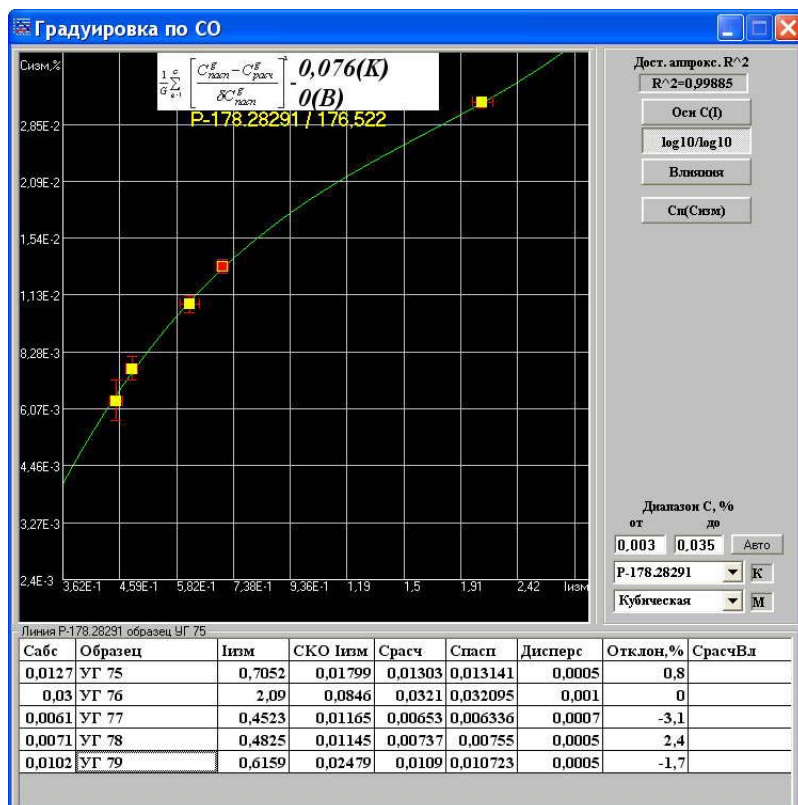 Градуировка по СО
Сизм,%
1/G ∑ g-1 G [ C g пасп – C g расч / δC g пасп ] - 0,076(K)
0(B)
P-178.28291 / 176,522
2,85E-2
2,09E-2
1,54E-2
1,13E-2
8,28E-3
6,07E-3
4,46E-3
3,27E-3
2,4E-3
3,62E-1 4,59E-1 5,82E-1 7,38E-1 9,36E-1 1,19 1,5 1,91 2,42 Iизм
Дост. аппрокс. R^2
R^2=0,99885
Оси C(I)
log10/log10
Влияния
Сп(Сизм)
Диапазон C, %
от до
0,003 0,035 Авто
P-178.28291 К
Кубическая М
Линия P-178.28291 образец УГ 75
Cабс Образец Iизм СКО Iизм Срасч Спасп Дисперс Отклон,% СрасчВл
0,0127 УГ 75 0,7052 0,01799 0,01303 0,013141 0,0005 0,8
0,03 УГ 76 2,09 0,0846 0,0321 0,032095 0,001 0
0,0061 УГ 77 0,4523 0,01165 0,00653 0,006336 0,0007 -3,1
0,0071 УГ 78 0,4825 0,01145 0,00737 0,00755 0,0005 2,4
0,0102 УГ 79 0,6159 0,02479 0,0109 0,010723 0,0005 -1,7